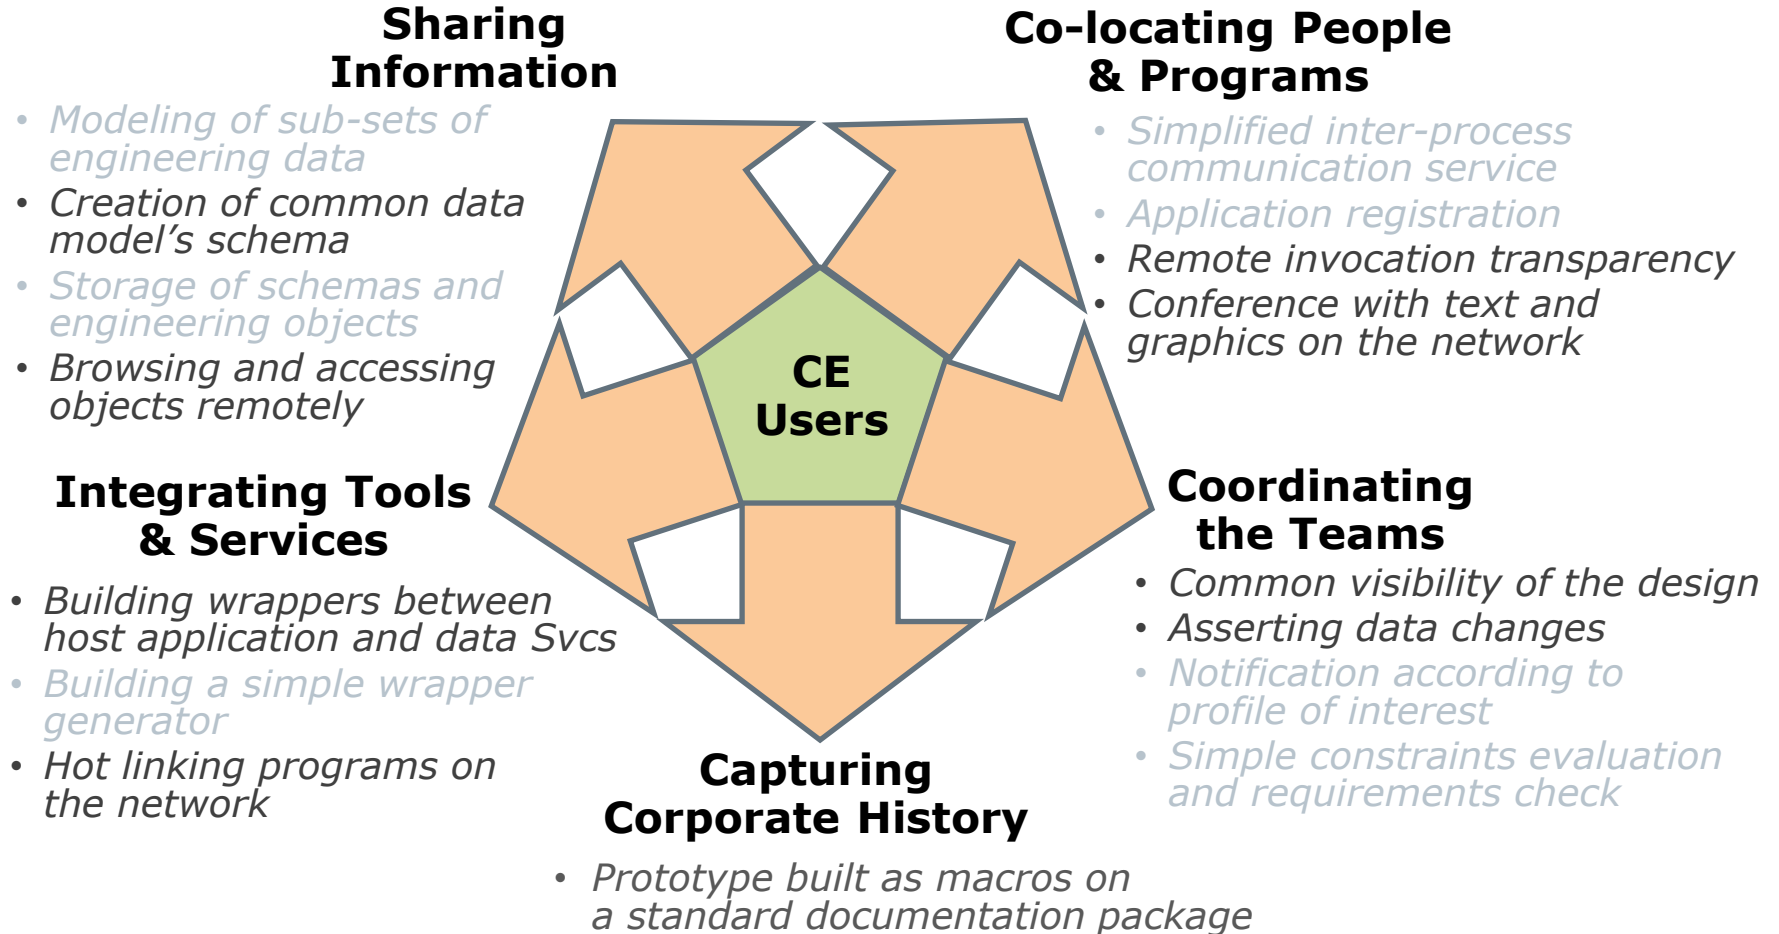 Sharing
Information
• Modeling of sub-sets of
engineering data
• Creation of common data
model’s schema
• Storage of schemas and
engineering objects
• Browsing and accessing
objects remotely
Co-locating People
& Programs
• Simplified inter-process
communication service
• Application registration
• Remote invocation transparency
• Conference with text and
graphics on the network
CE
Users
Integrating Tools
& Services
• Building wrappers between
host application and data Svcs
• Building a simple wrapper
generator
• Hot linking programs on
the network
Coordinating
the Teams
• Common visibility of the design
• Asserting data changes
• Notification according to
profile of interest
• Simple constraints evaluation
and requirements check
Capturing
Corporate History
• Prototype built as macros on
a standard documentation package